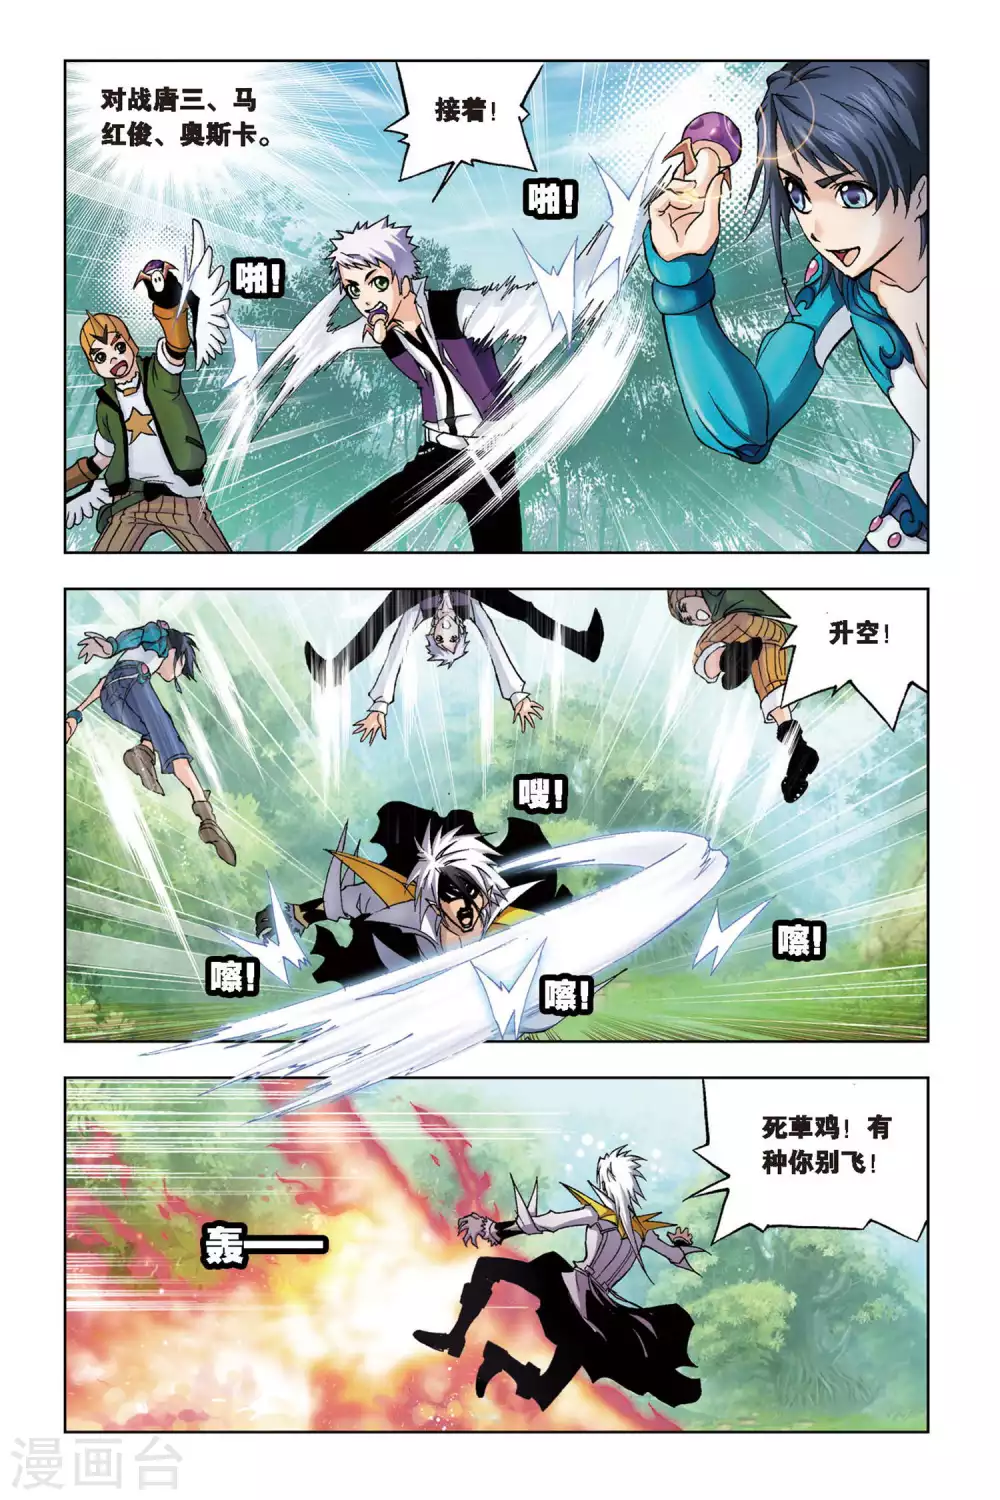 对战唐三、马
红俊、奥斯卡。
接着！
啪！
啪！
升空！
嗖！
嚓！
嚓！
嚓！
死草鸡！有
种你别飞！
轰——
漫画台